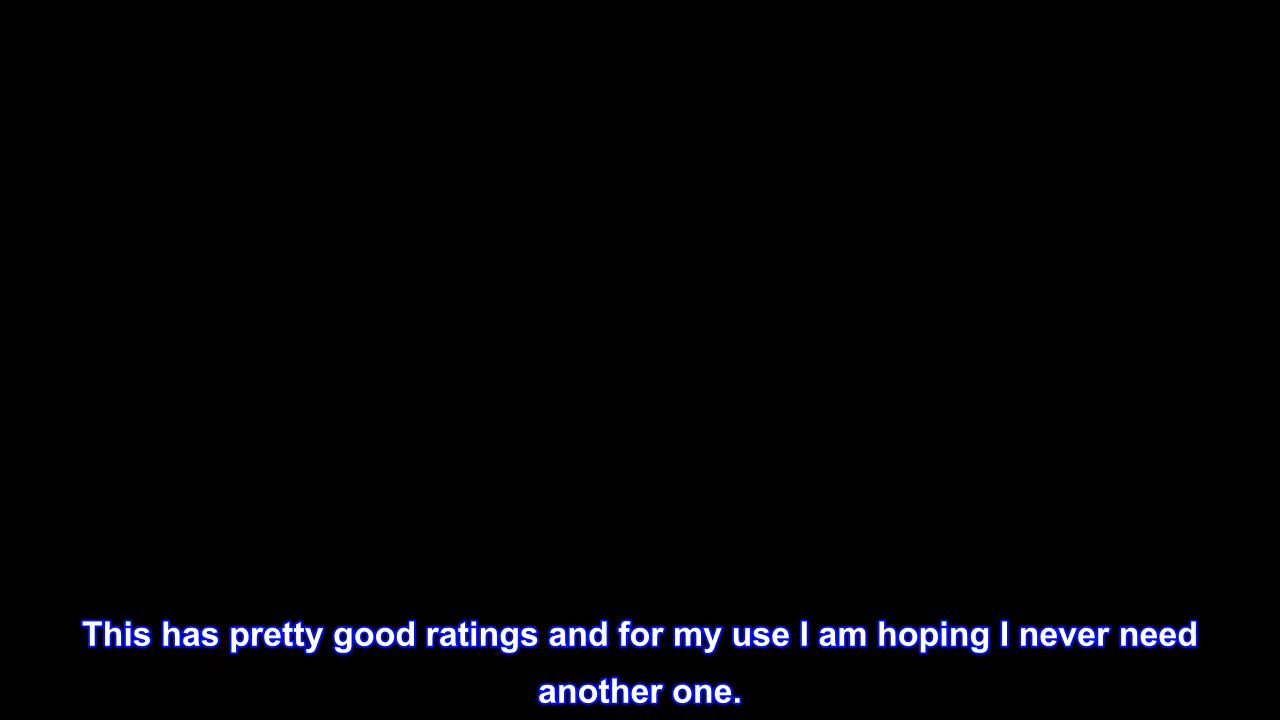 This has pretty good ratings and for my use I am hoping I never need
another one.